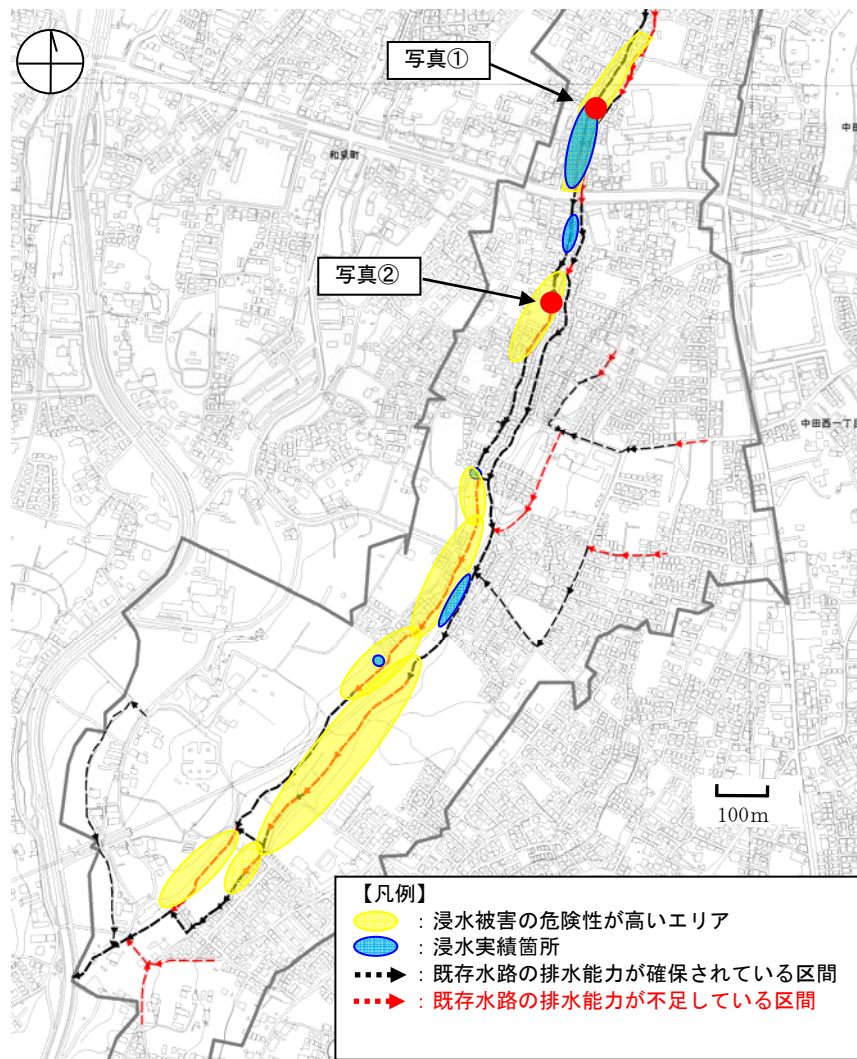 写真①
和泉町
中田
写真②
中田西一丁目
100m
【凡例】
：浸水被害の危険性が高いエリア
：浸水実績箇所
：既存水路の排水能力が確保されている区間
：既存水路の排水能力が不足している区間